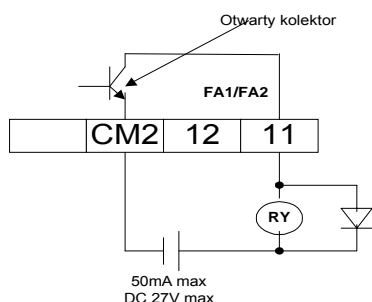 Otwarty kolektor
FA1/FA2
CM2 12 11
RY
50mA max
DC 27V max